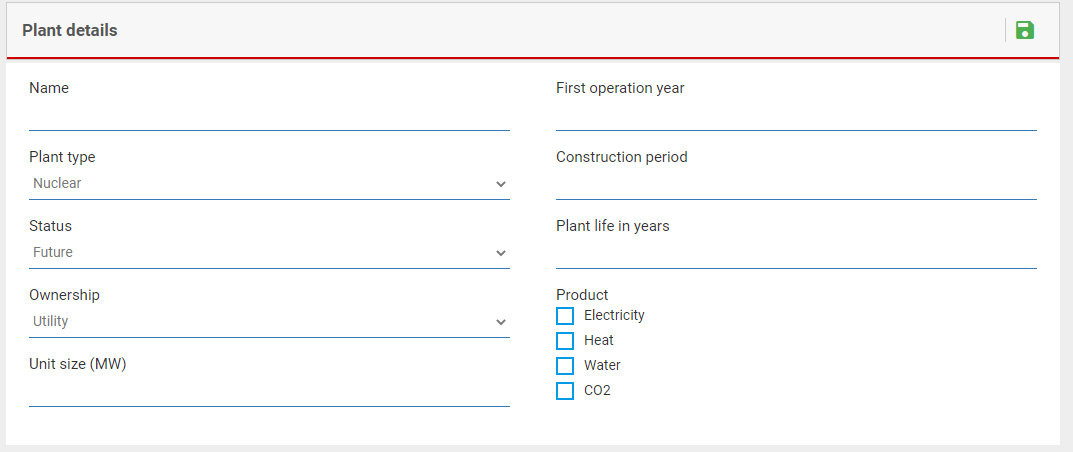 Plant details
Name
Plant type
Nuclear
Status
Future
Ownership
Utility
Unit size (MW)
First operation year
Construction period
Plant life in years
Product
Electricity
Heat
Water
CO2